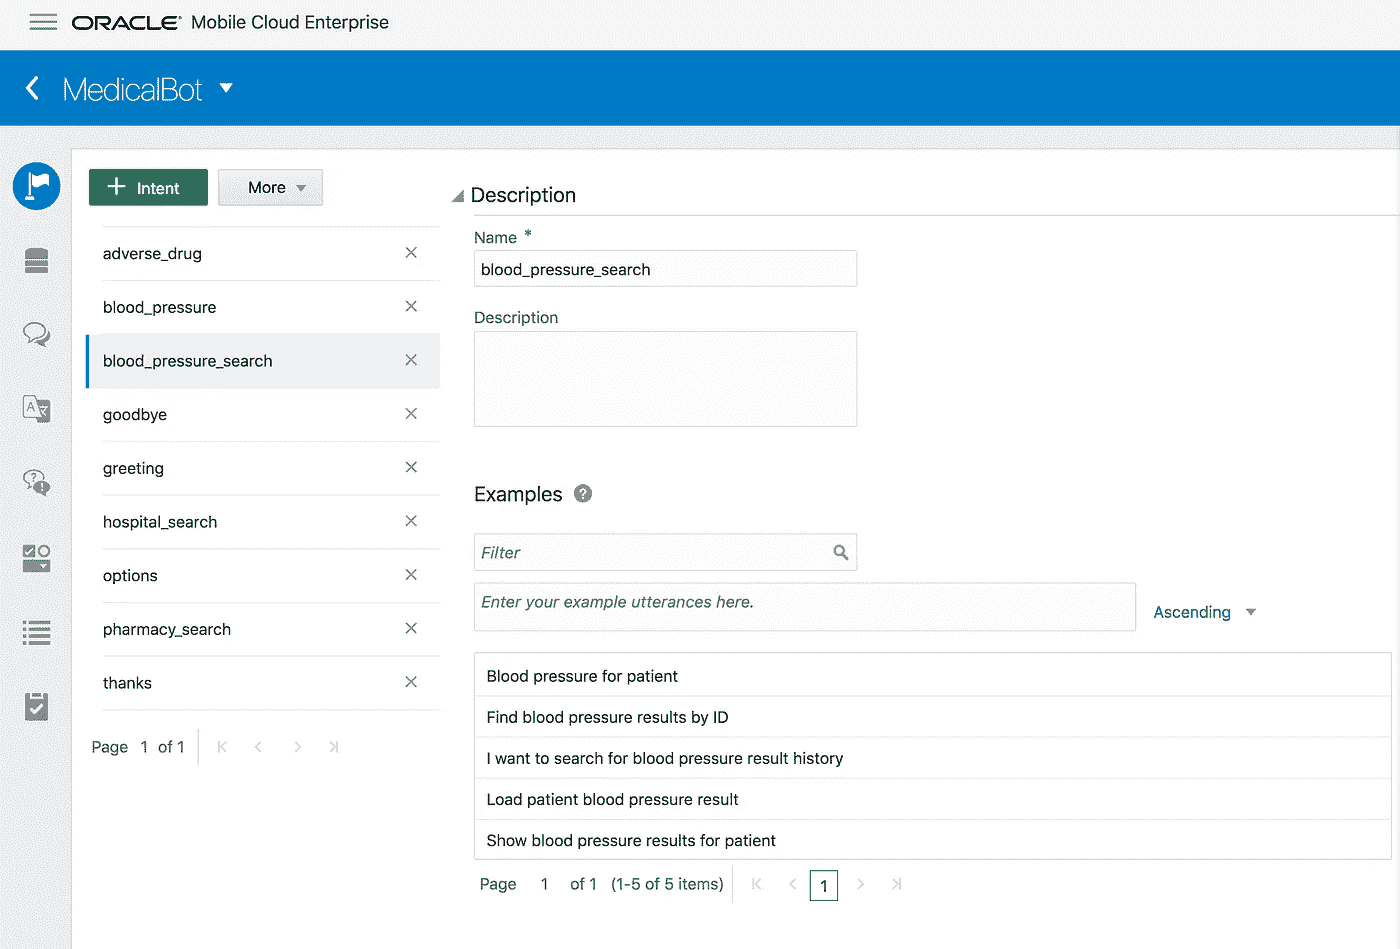 ORACLE Mobile Cloud Enterprise
MedicalBot
Intent
More
adverse_drug
blood_pressure
blood_pressure_search
goodbye
greeting
hospital_search
options
pharmacy_search
thanks
Page 1 of 1
Description
Name *
blood_pressure_search
Description
Examples ?
Filter
Enter your example utterances here.
Ascending
Blood pressure for patient
Find blood pressure results by ID
I want to search for blood pressure result history
Load patient blood pressure result
Show blood pressure results for patient
Page 1 of 1 (1-5 of 5 items) 1